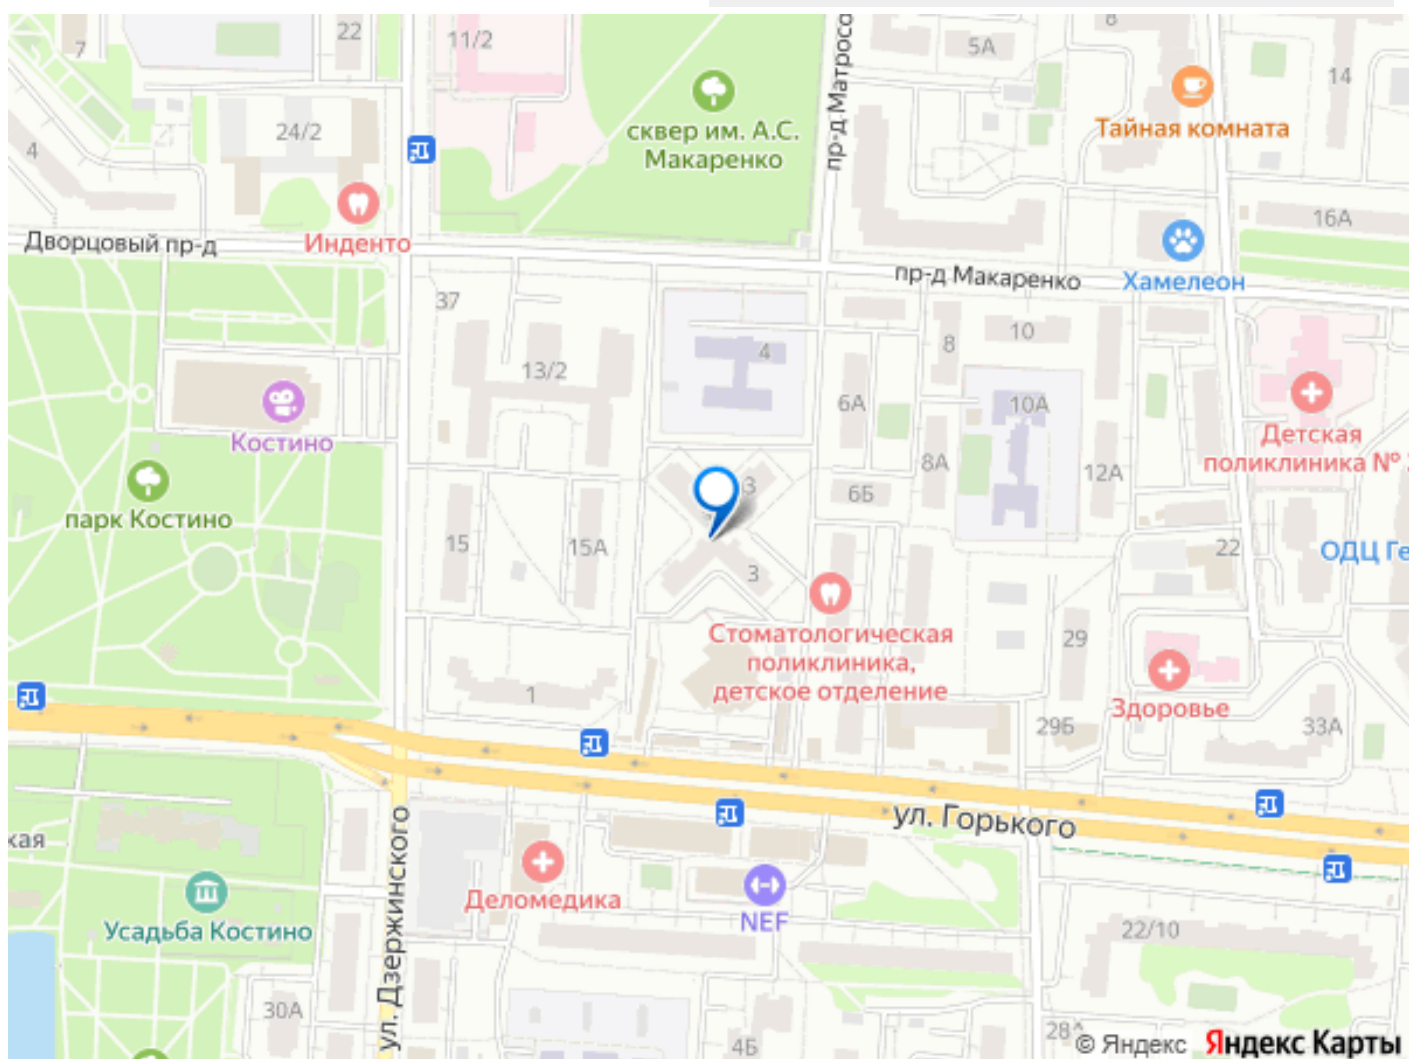 22
11/2
7
5А
8
14
пр-д Матросо
сквер им. А.С.
Макаренко
Тайная комната
24/2
4
16А
Дворцовый пр-д
Инденто
пр-д Макаренко
Хамелеон
37
10
8
4
13/2
6А
10А
Костино
Детская
поликлиника №
8А
12А
3
6Б
парк Костино
15
15А
22
ОДЦ Ге
3
Стоматологическая
поликлиника,
детское отделение
29
1
Здоровье
29Б
33А
ул. Горького
кая
ул. Дзержинского
Деломедика
NEF
Усадьба Костино
22/10
30А
4Б
28А
© Яндекс Яндекс Карты